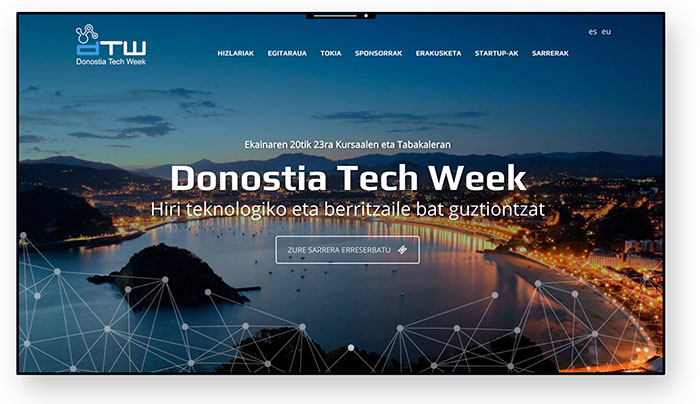 dTW
Donostia Tech Week
es eu
HIZLARIAK EGITARAUA TOKIA SPONSORRAK ERAKUSKETA STARTUP-AK SARRERAK
Ekainaren 20tik 23ra Kursaalen eta Tabakaleran
Donostia Tech Week
Hiri teknologiko eta berritzaile bat guztiontzat
ZURE SARRERA ERRESERBATU